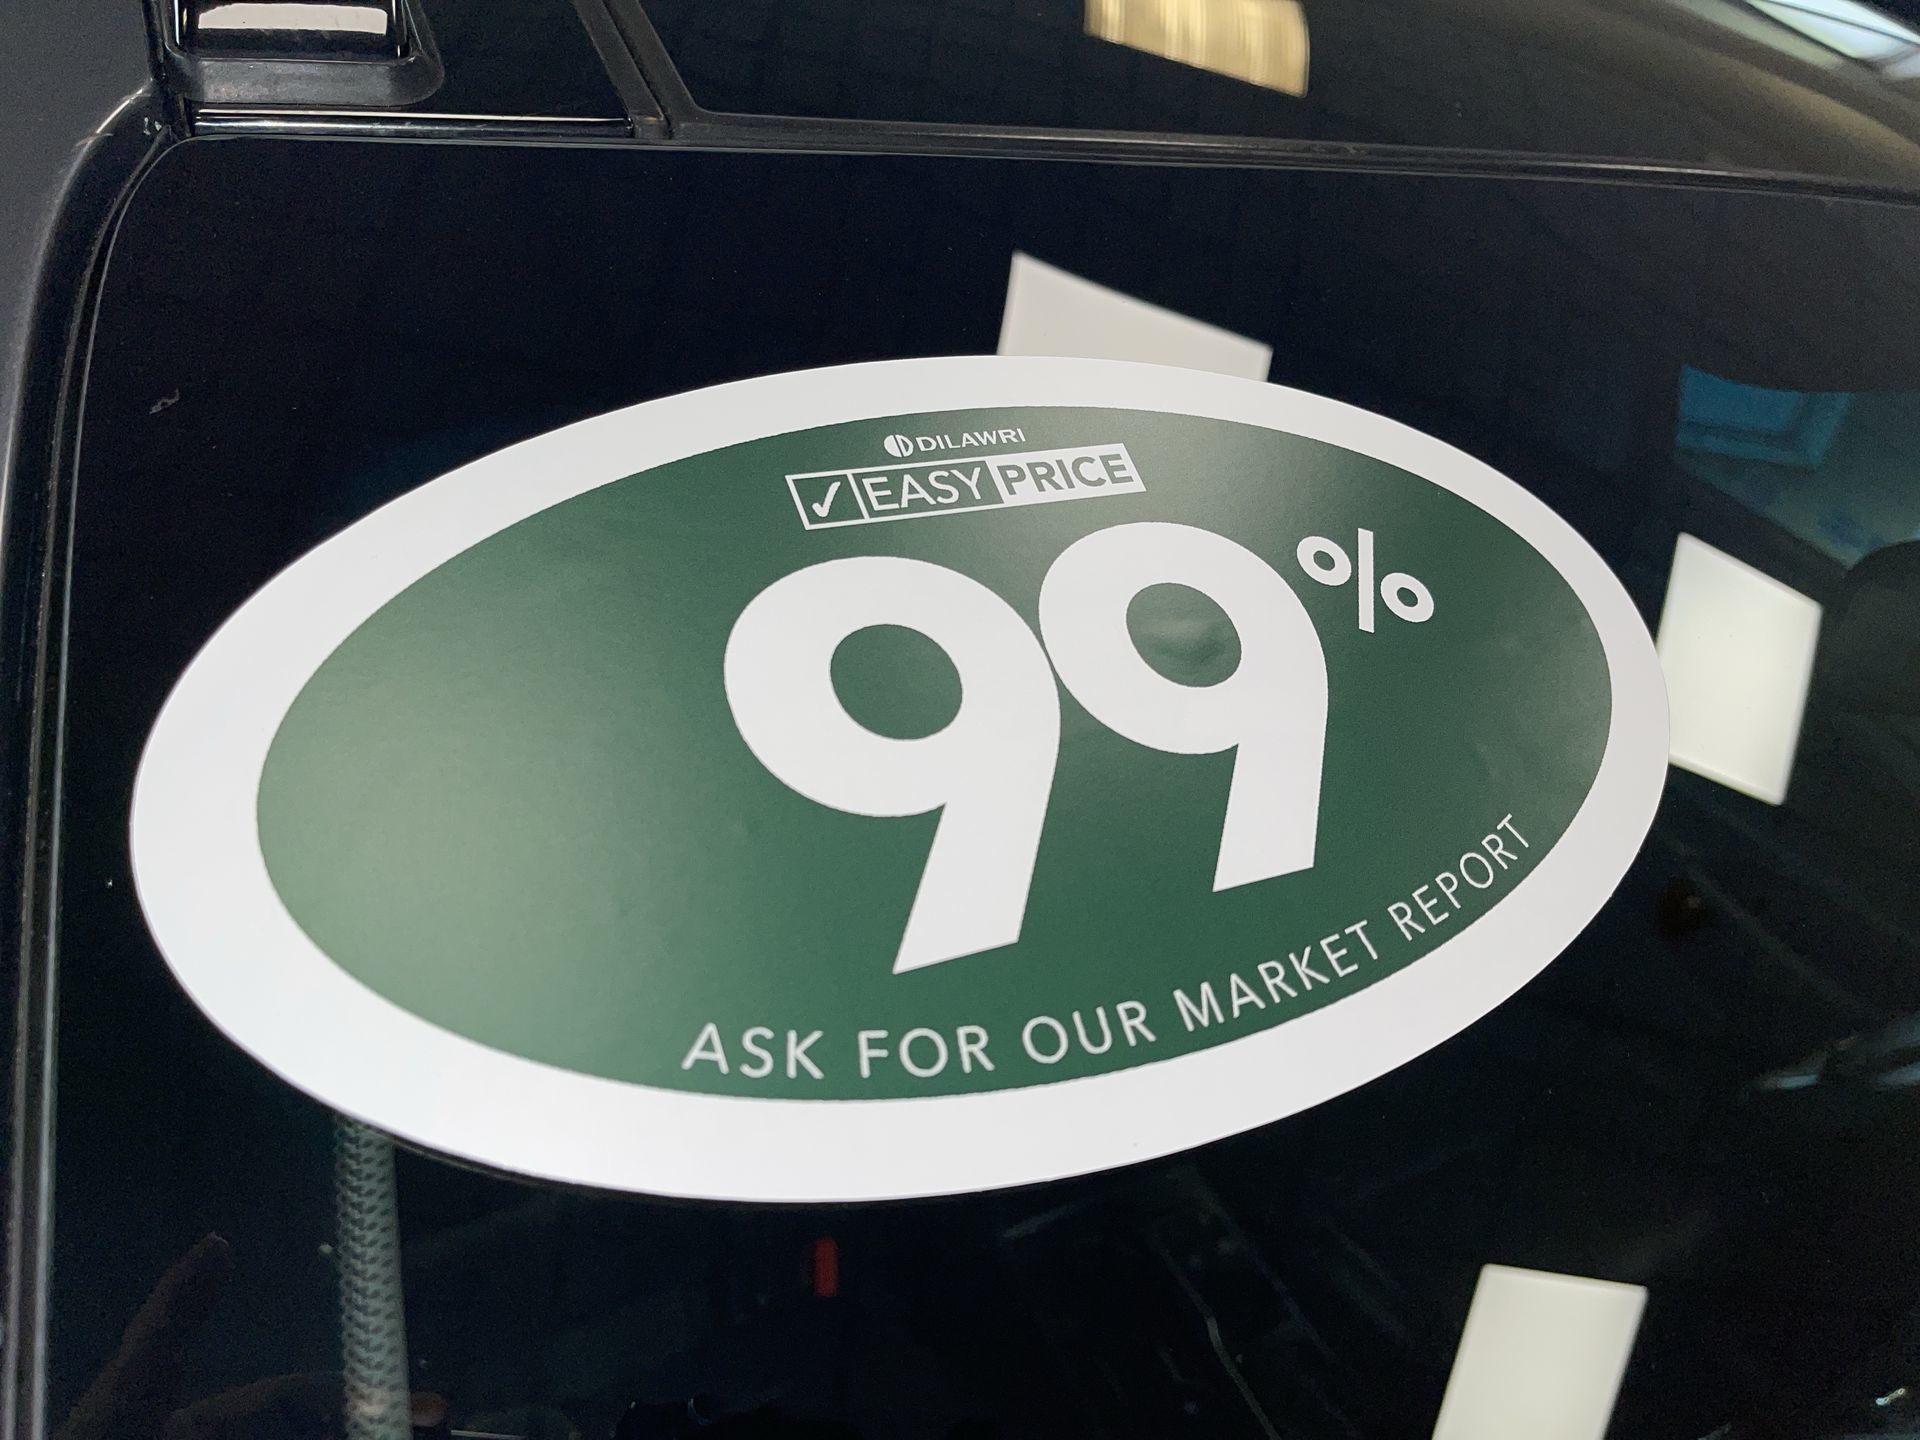 DILAWRI
✓ EASY PRICE
99%
ASK FOR OUR MARKET REPORT